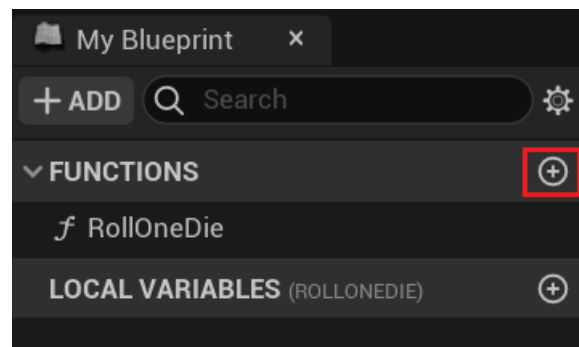 My Blueprint ×
+ ADD Search
FUNCTIONS
f RollOneDie
LOCAL VARIABLES (ROLLONEDIE)